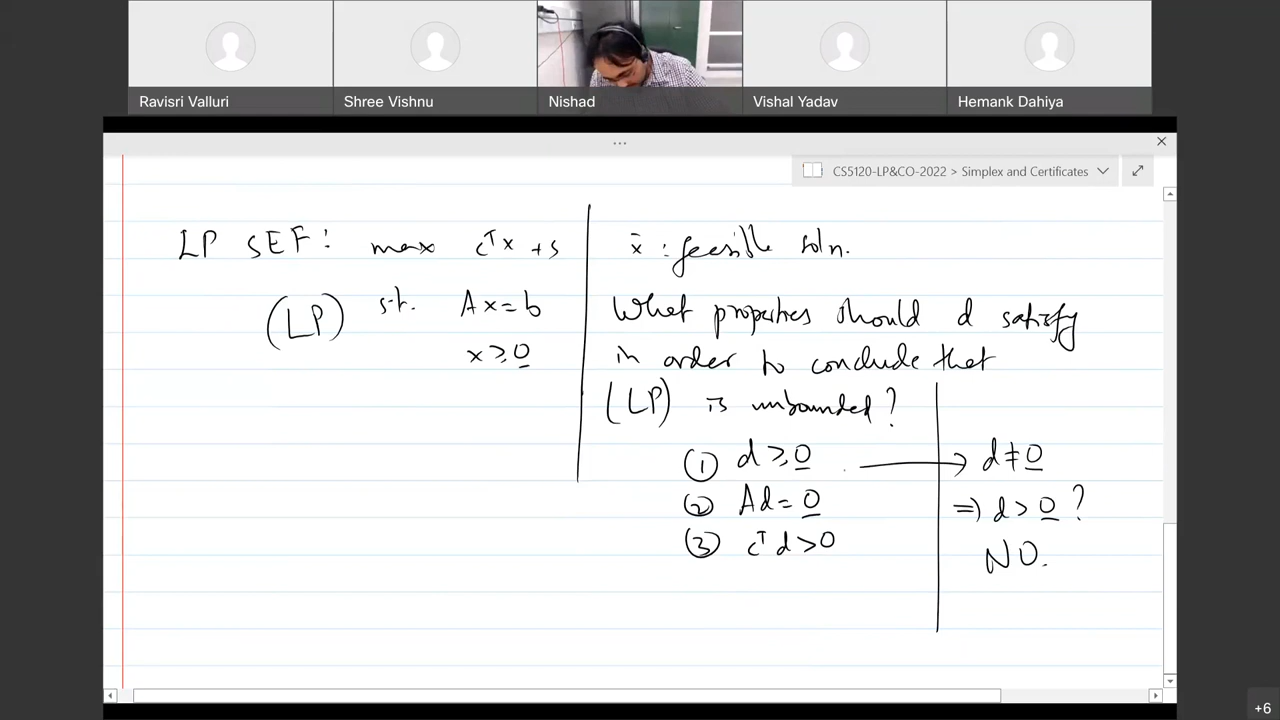 Ravisri Valluri
Shree Vishnu
Nishad
Vishal Yadav
Hemank Dahiya
CS5120-LP&CO-2022 > Simplex and Certificates
LP SEF: max cᵀx + s
(LP) s.t. Ax = b
x ≥ 0
x̄ : feasible soln.
What properties should d satisfy
in order to conclude that
(LP) is unbounded?
① d ≥ 0 → d ≠ 0
② Ad = 0 ⇒ d > 0 ?
③ cᵀd > 0 NO.
+6